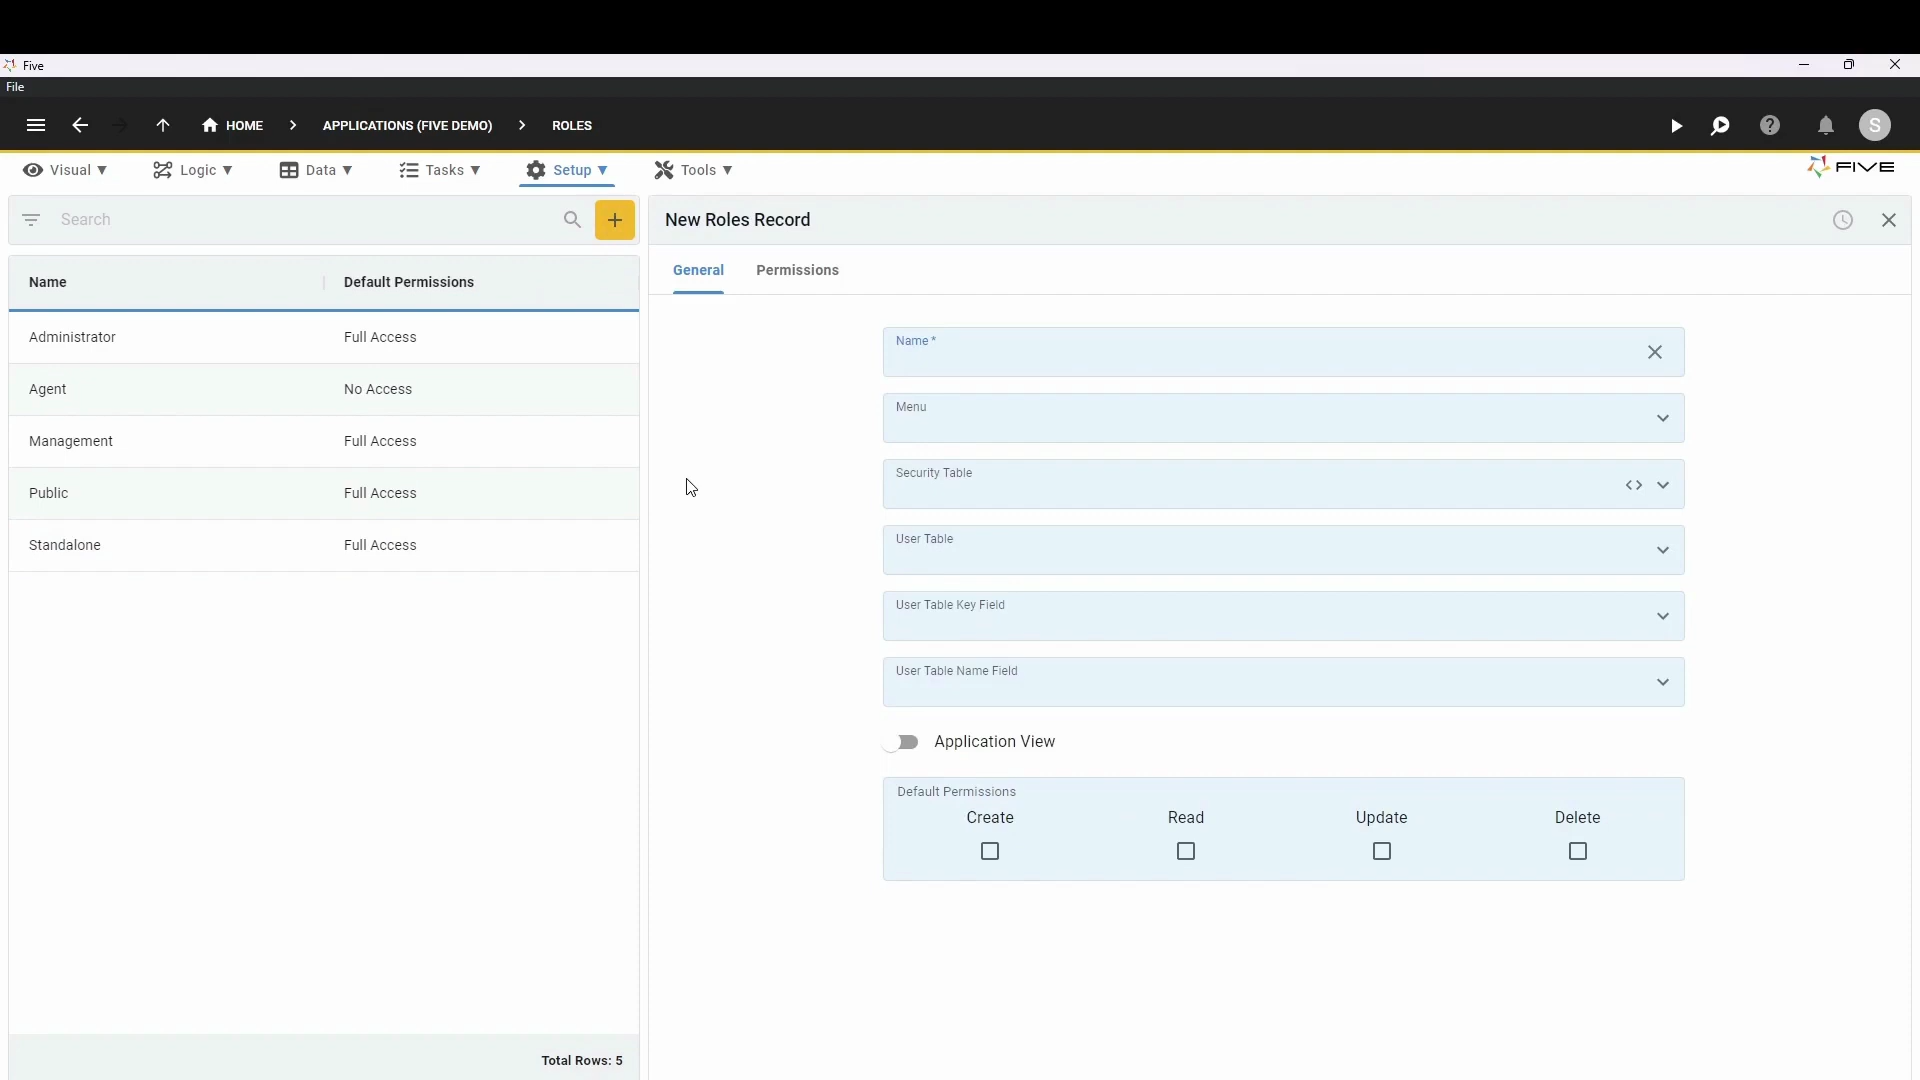 Five
File
HOME > APPLICATIONS (FIVE DEMO) > ROLES
S
Visual Logic Data Tasks Setup Tools
FIVE
Search
New Roles Record
General Permissions
Name Default Permissions
Administrator Full Access
Agent No Access
Management Full Access
Public Full Access
Standalone Full Access
Total Rows: 5
Name *
Menu
Security Table
User Table
User Table Key Field
User Table Name Field
Application View
Default Permissions
Create Read Update Delete